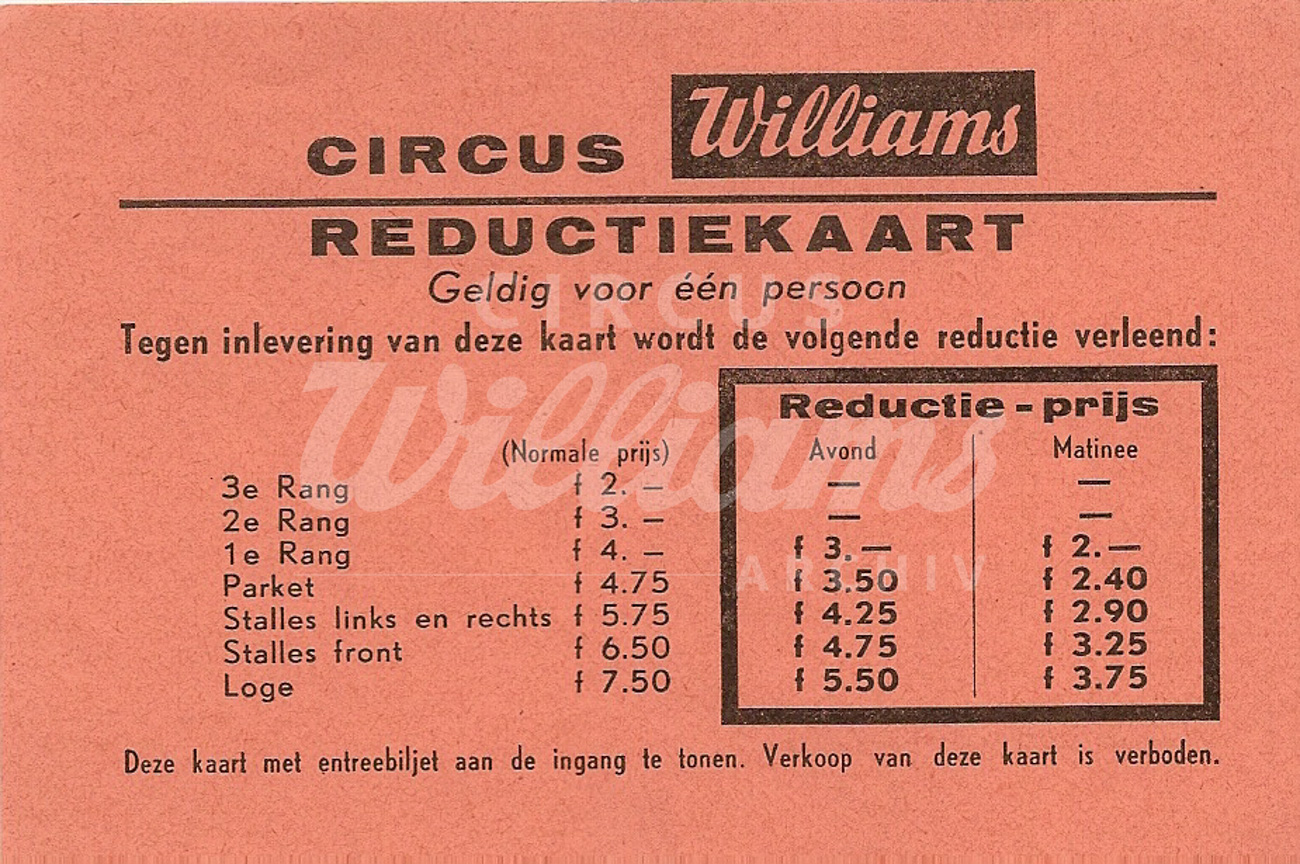 CIRCUS Williams
REDUCTIEKAART
Geldig voor één persoon
Tegen inlevering van deze kaart wordt de volgende reductie verleend:
Reductie - prijs
(Normale prijs) Avond Matinee
3e Rang f 2. — — —
2e Rang f 3. — — —
1e Rang f 4. — f 3. — f 2. —
Parket f 4.75 f 3.50 f 2.40
Stalles links en rechts f 5.75 f 4.25 f 2.90
Stalles front f 6.50 f 4.75 f 3.25
Loge f 7.50 f 5.50 f 3.75
Deze kaart met entreebiljet aan de ingang te tonen. Verkoop van deze kaart is verboden.
CIRCUS
Williams
ARCHIV